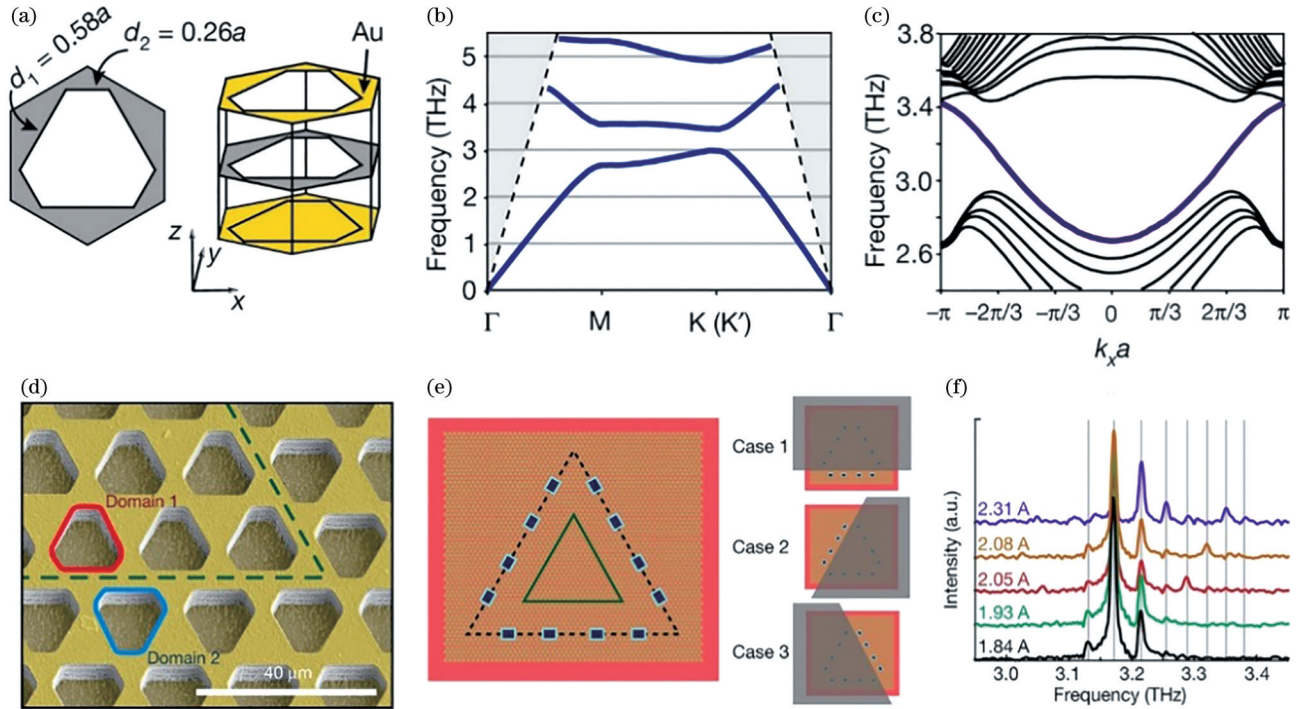 (a)
d₁ = 0.58a
d₂ = 0.26a
Au
z
y
x
(b)
Frequency (THz)
5
4
3
2
1
0
Γ
M
K (K′)
Γ
(c)
Frequency (THz)
3.8
3.4
3.0
2.6
−π
−2π/3
−π/3
0
π/3
2π/3
π
kₓa
(d)
Domain 1
Domain 2
40 μm
(e)
Case 1
Case 2
Case 3
(f)
Intensity (a.u.)
2.31 A
2.08 A
2.05 A
1.93 A
1.84 A
3.0
3.1
3.2
3.3
3.4
Frequency (THz)